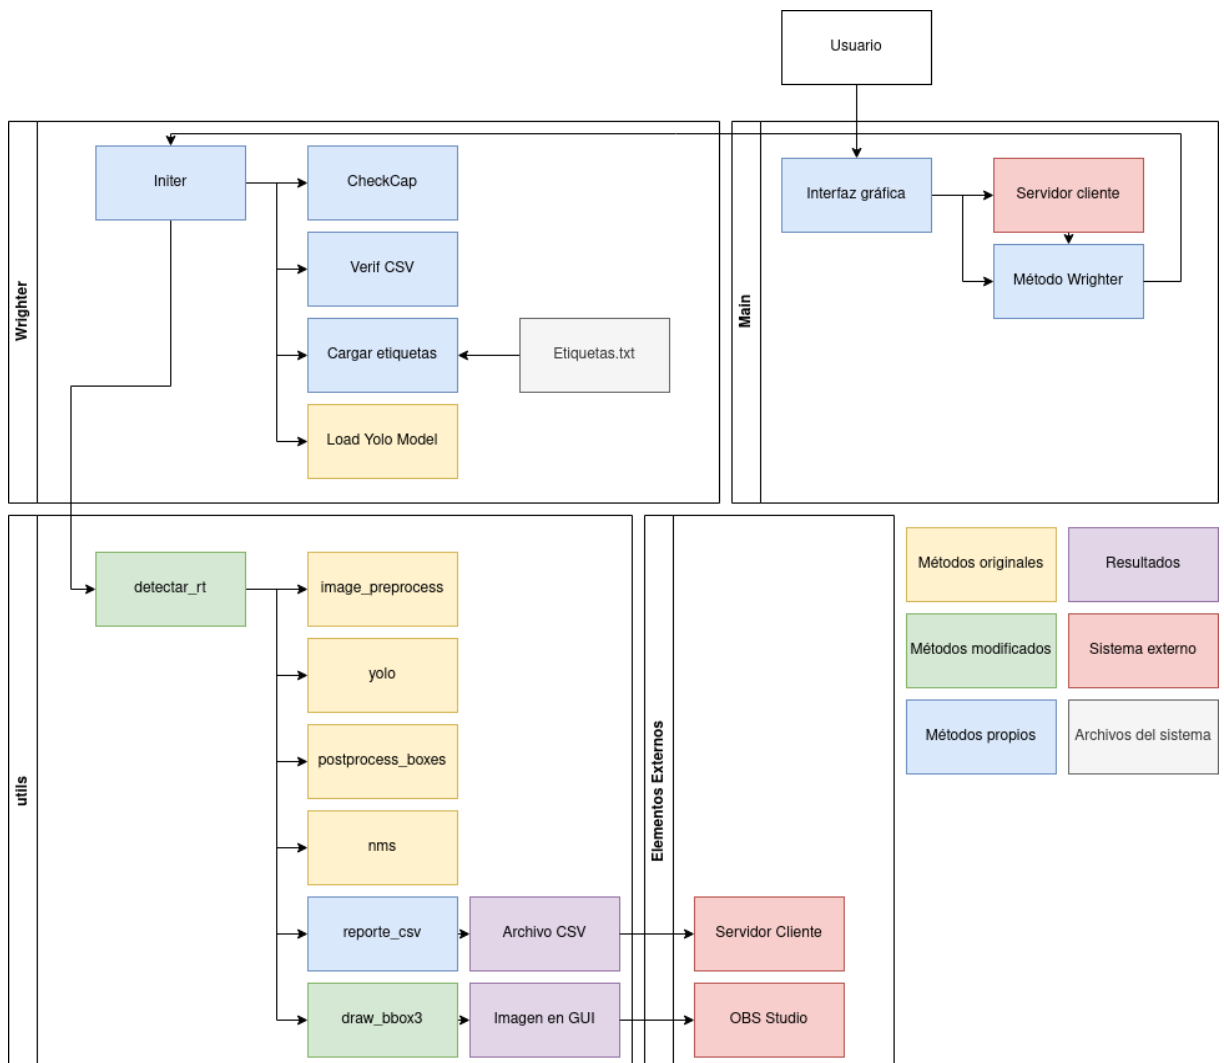 Usuario
Wrighter
Initer
CheckCap
Verif CSV
Cargar etiquetas
Etiquetas.txt
Load Yolo Model
Main
Interfaz gráfica
Servidor cliente
Método Wrighter
utils
detectar_rt
image_preprocess
yolo
postprocess_boxes
nms
reporte_csv
Archivo CSV
draw_bbox3
Imagen en GUI
Elementos Externos
Servidor Cliente
OBS Studio
Métodos originales
Resultados
Métodos modificados
Sistema externo
Métodos propios
Archivos del sistema